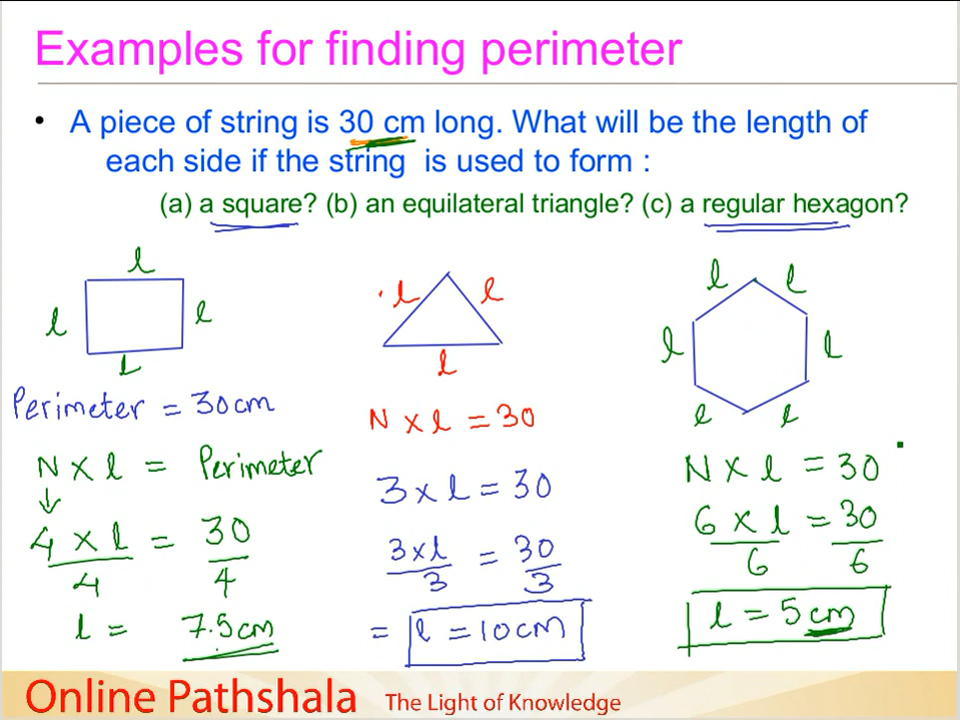 Examples for finding perimeter
• A piece of string is 30 cm long. What will be the length of
each side if the string is used to form :
(a) a square? (b) an equilateral triangle? (c) a regular hexagon?
l
l
l
l
Perimeter = 30cm
N × l = Perimeter
4 × l = 30
4 4
l = 7.5cm
l
l
l
N × l = 30
3 × l = 30
3×l = 30
3 3
= l = 10cm
l
l
l
l
l
l
N × l = 30
6 × l = 30
6 6
l = 5cm
Online Pathshala The Light of Knowledge